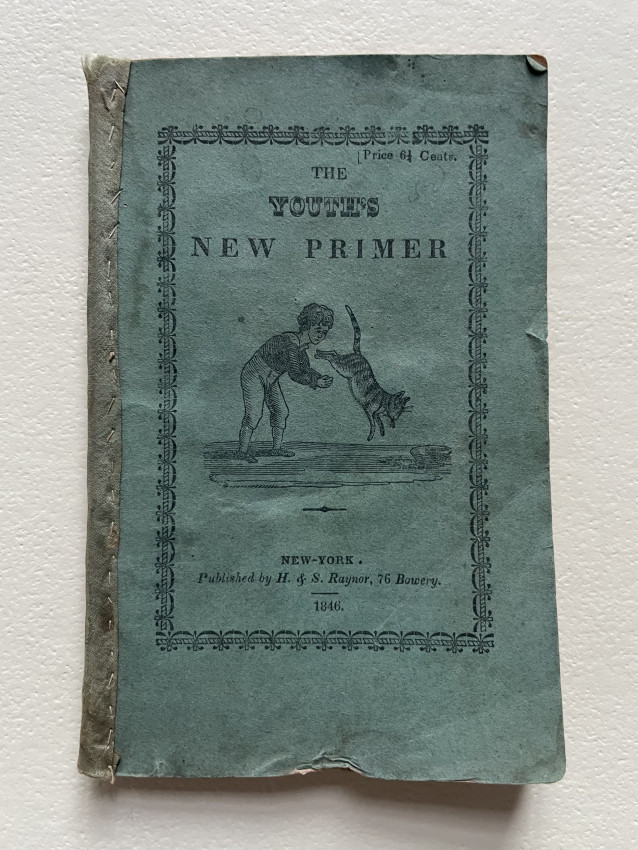 [Price 6¼ Cents.
THE
YOUTH'S
NEW PRIMER
NEW-YORK.
Published by H. & S. Raynor, 76 Bowery.
1846.